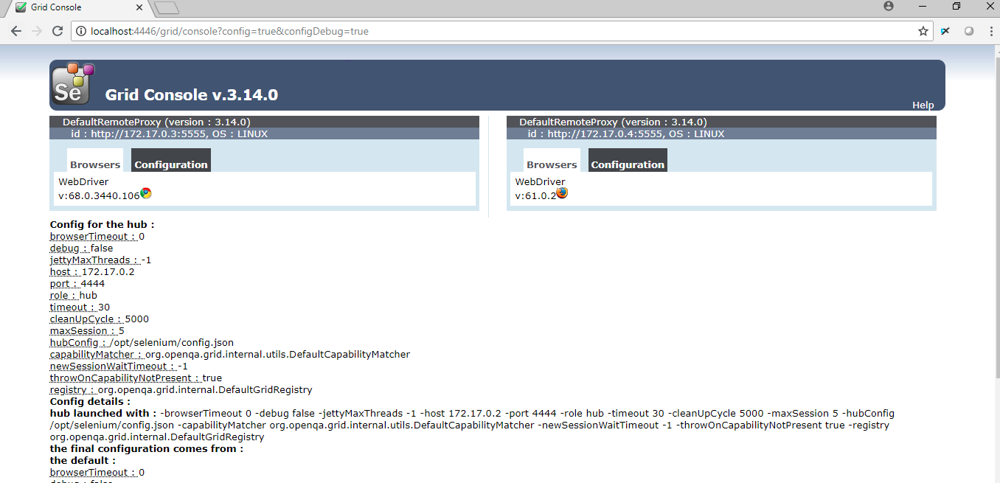 Grid Console
localhost:4446/grid/console?config=true&configDebug=true
Se
Grid Console v.3.14.0
Help
DefaultRemoteProxy (version : 3.14.0)
id : http://172.17.0.3:5555, OS : LINUX
Browsers Configuration
WebDriver
v:68.0.3440.106
DefaultRemoteProxy (version : 3.14.0)
id : http://172.17.0.4:5555, OS : LINUX
Browsers Configuration
WebDriver
v:61.0.2
Config for the hub :
browserTimeout : 0
debug : false
jettyMaxThreads : -1
host : 172.17.0.2
port : 4444
role : hub
timeout : 30
cleanUpCycle : 5000
maxSession : 5
hubConfig : /opt/selenium/config.json
capabilityMatcher : org.openqa.grid.internal.utils.DefaultCapabilityMatcher
newSessionWaitTimeout : -1
throwOnCapabilityNotPresent : true
registry : org.openqa.grid.internal.DefaultGridRegistry
Config details :
hub launched with : -browserTimeout 0 -debug false -jettyMaxThreads -1 -host 172.17.0.2 -port 4444 -role hub -timeout 30 -cleanUpCycle 5000 -maxSession 5 -hubConfig
/opt/selenium/config.json -capabilityMatcher org.openqa.grid.internal.utils.DefaultCapabilityMatcher -newSessionWaitTimeout -1 -throwOnCapabilityNotPresent true -registry
org.openqa.grid.internal.DefaultGridRegistry
the final configuration comes from :
the default :
browserTimeout : 0
debug : false